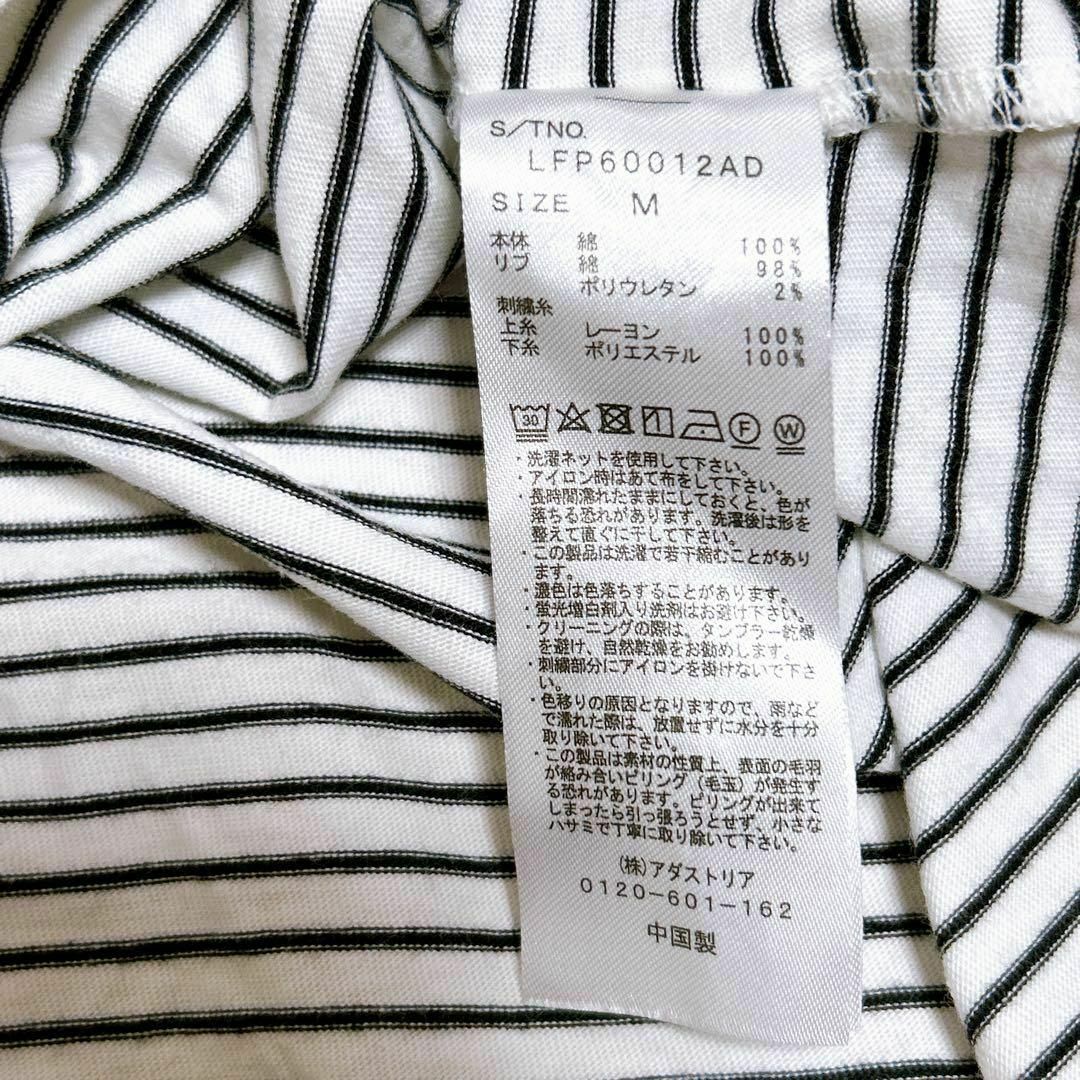 S/TNO.
LFP60012AD
SIZE M
本体 綿 100%
リブ 綿 98%
ポリウレタン 2%
刺繍糸
上糸 レーヨン 100%
下糸 ポリエステル 100%
30 F W
・洗濯ネットを使用して下さい。
・アイロン時はあて布をして下さい。
・長時間濡れたままにしておくと、色が
落ちる恐れがあります。洗濯後は形を
整えて直ぐに干して下さい。
・この製品は洗濯で若干縮むことがあり
ます。
・濃色は色落ちすることがあります。
・蛍光増白剤入り洗剤はお避け下さい。
・クリーニングの際は、タンブラー乾燥
を避け、自然乾燥をお勧めします。
・刺繍部分にアイロンを掛けないで下さ
い。
・色移りの原因となりますので、雨など
で濡れた際は、放置せずに水分を十分
取り除いて下さい。
・この製品は素材の性質上、表面の毛羽
が絡み合いピリング(毛玉)が発生す
る恐れがあります。ピリングが出来て
しまったら引っ張ろうとせず、小さな
ハサミで丁寧に取り除いて下さい。
(株)アダストリア
0120-601-162
中国製